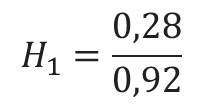 H₁ = 0,28 / 0,92